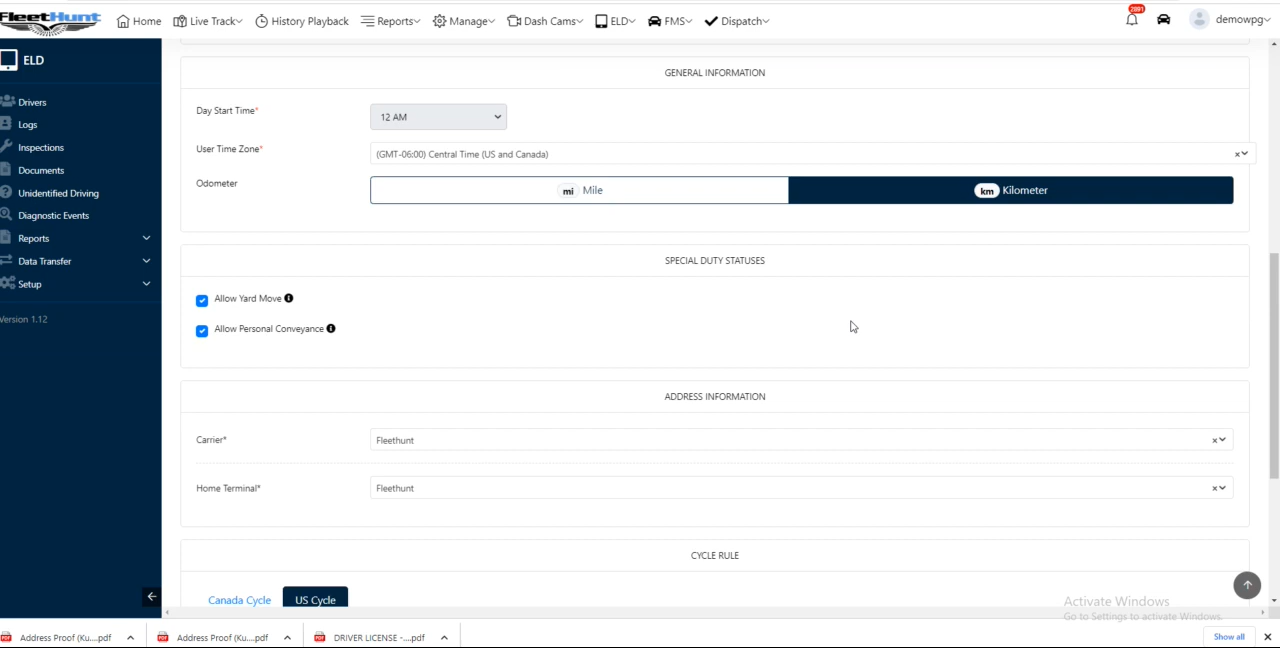 FleetHunt
Home Live Track History Playback Reports Manage Dash Cams ELD FMS Dispatch 2891 demowpg
ELD
Drivers
Logs
Inspections
Documents
Unidentified Driving
Diagnostic Events
Reports
Data Transfer
Setup
Version 1.12
GENERAL INFORMATION
Day Start Time* 12 AM
User Time Zone* (GMT-06:00) Central Time (US and Canada)
Odometer mi Mile km Kilometer
SPECIAL DUTY STATUSES
Allow Yard Move
Allow Personal Conveyance
ADDRESS INFORMATION
Carrier* Fleethunt
Home Terminal* Fleethunt
CYCLE RULE
Canada Cycle US Cycle
Activate Windows
Go to Settings to activate Windows.
PDF Address Proof (Ku....pdf PDF Address Proof (Ku....pdf PDF DRIVER LICENSE -....pdf Show all